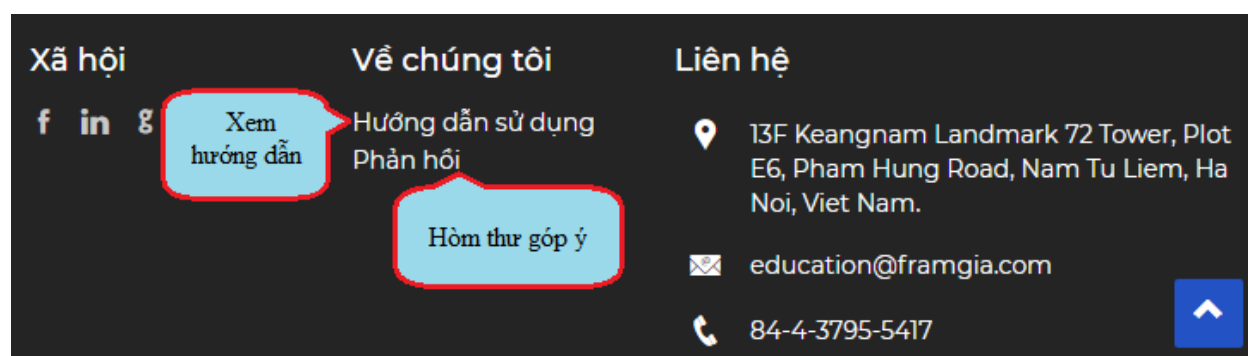 Xã hội
f in g
Xem
hướng dẫn
Về chúng tôi
Hướng dẫn sử dụng
Phản hồi
Hòm thư góp ý
Liên hệ
13F Keangnam Landmark 72 Tower, Plot
E6, Pham Hung Road, Nam Tu Liem, Ha
Noi, Viet Nam.
education@framgia.com
84-4-3795-5417